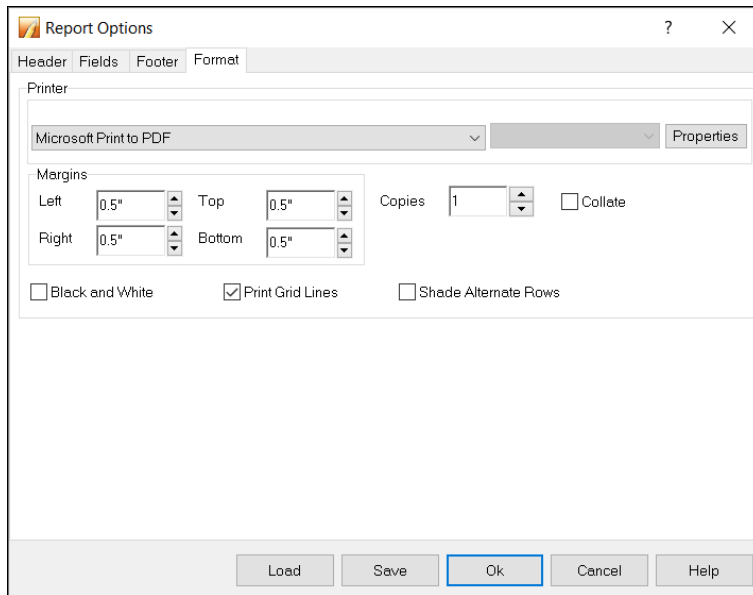 Report Options
Header Fields Footer Format
Printer
Microsoft Print to PDF Properties
Margins
Left 0.5" Top 0.5" Copies 1 Collate
Right 0.5" Bottom 0.5"
Black and White Print Grid Lines Shade Alternate Rows
Load Save Ok Cancel Help